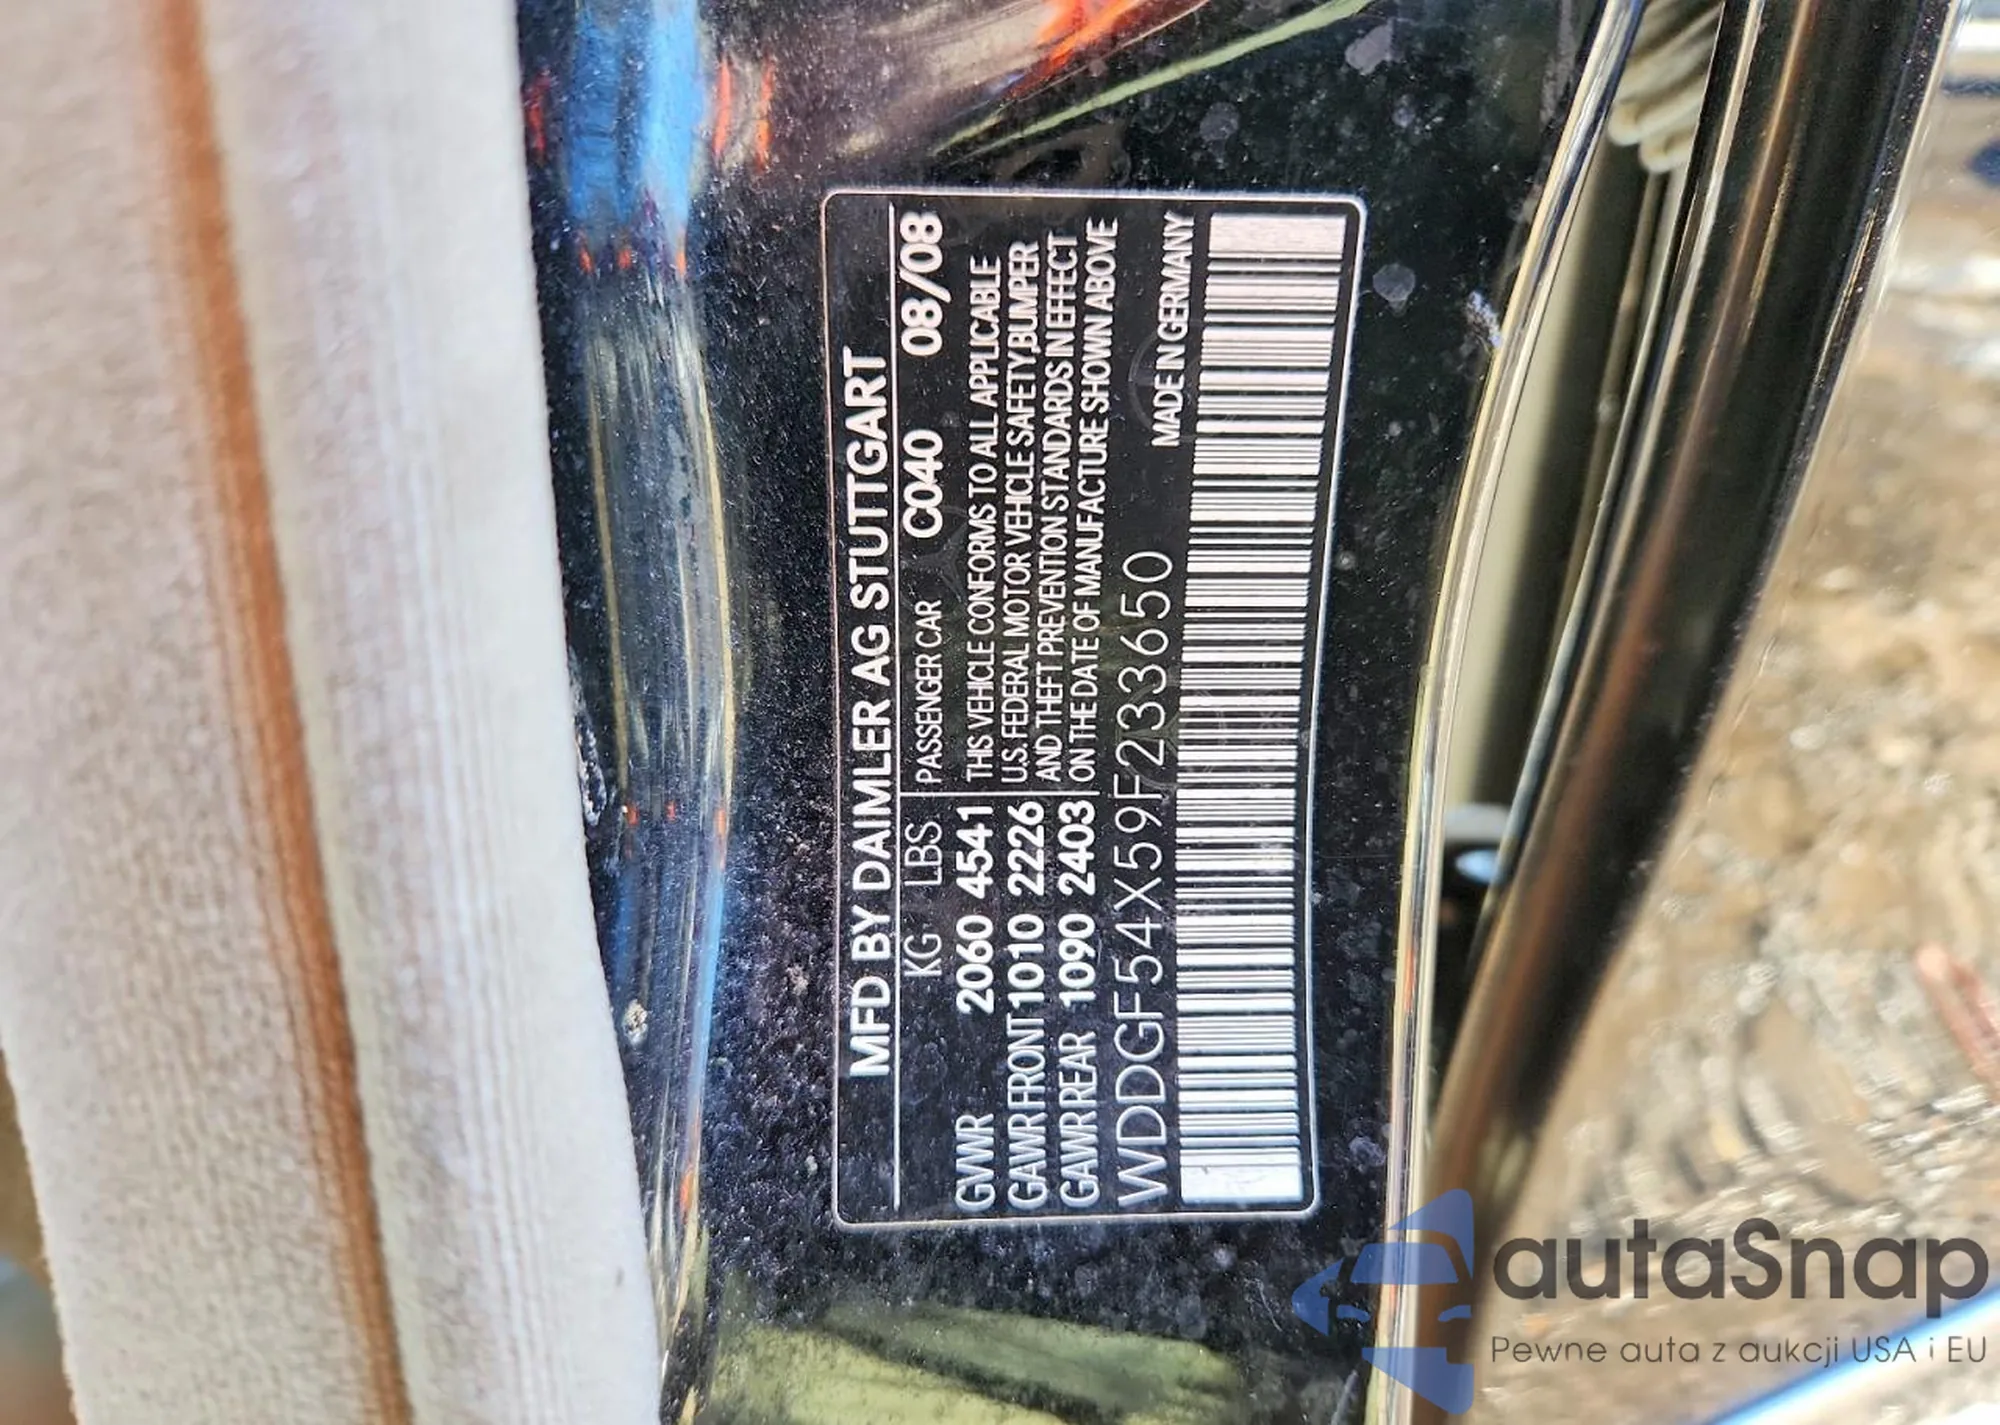 MFD BY DAIMLER AG STUTTGART
KG LBS PASSENGER CAR C040 08/08
GVWR 2060 4541 THIS VEHICLE CONFORMS TO ALL APPLICABLE
GAWR FRONT 1010 2226 U.S. FEDERAL MOTOR VEHICLE SAFETY,BUMPER
GAWR REAR 1090 2403 AND THEFT PREVENTION STANDARDS IN EFFECT
ON THE DATE OF MANUFACTURE SHOWN ABOVE
WDDGF54X59F233650 MADE IN GERMANY
autaSnap
Pewne auta z aukcji USA i EU